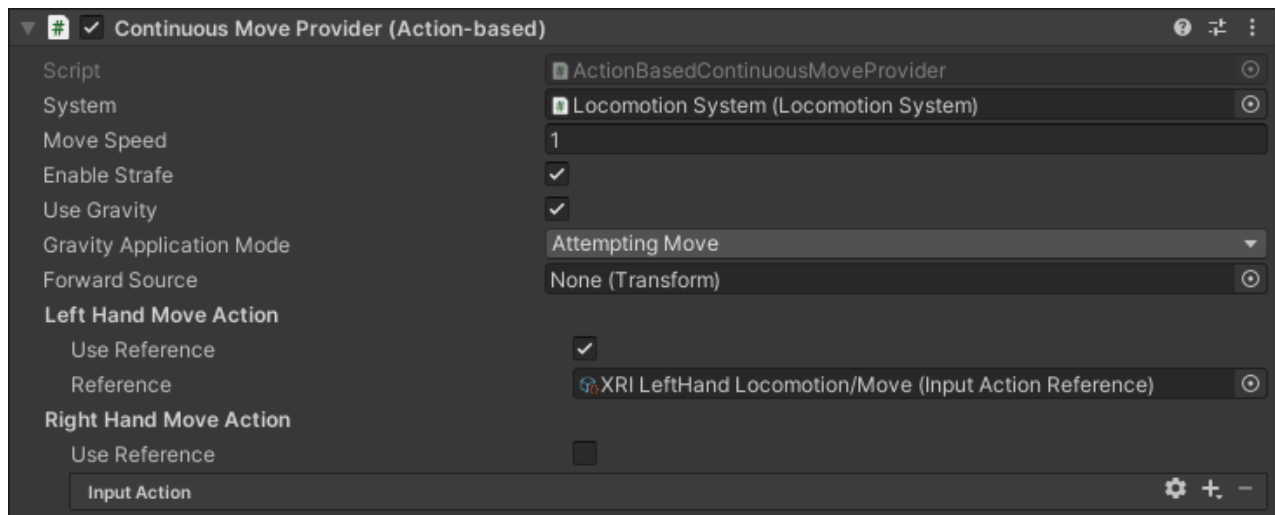 Continuous Move Provider (Action-based)
Script ActionBasedContinuousMoveProvider
System Locomotion System (Locomotion System)
Move Speed 1
Enable Strafe
Use Gravity
Gravity Application Mode Attempting Move
Forward Source None (Transform)
Left Hand Move Action
Use Reference
Reference XRI LeftHand Locomotion/Move (Input Action Reference)
Right Hand Move Action
Use Reference
Input Action